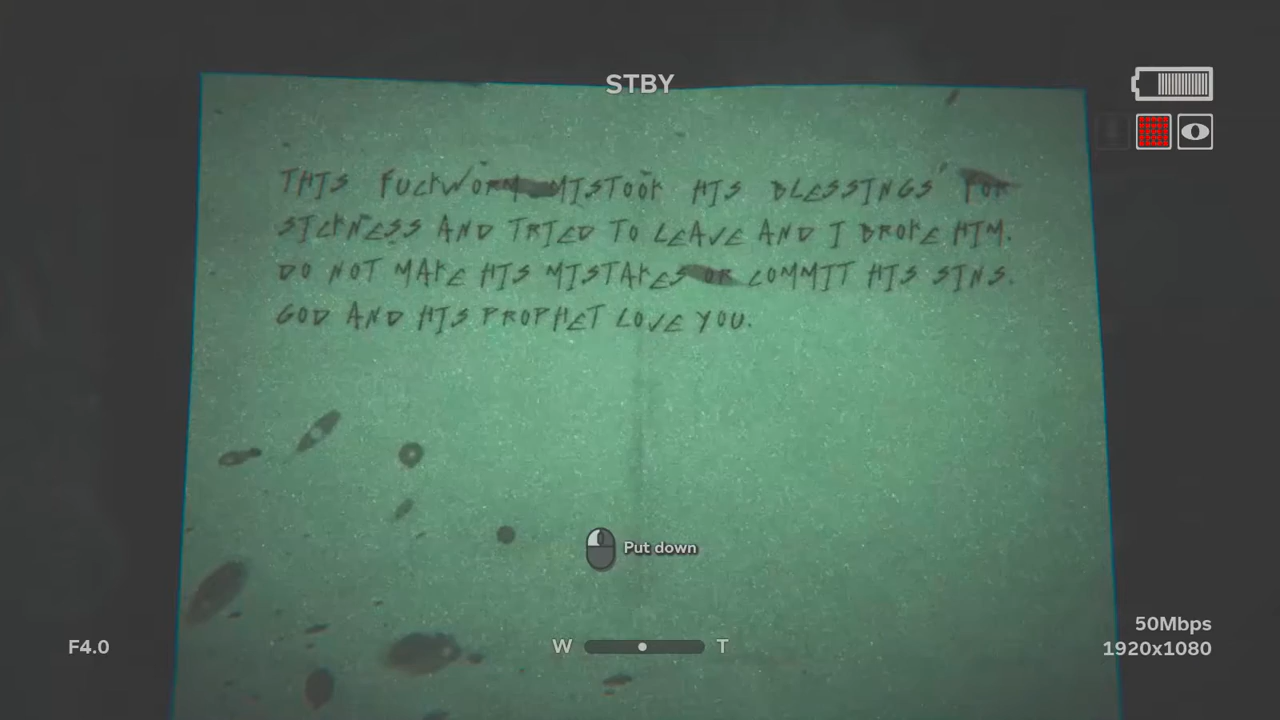 STBY
THIS FUCKWORM MISTOOK HIS BLESSINGS FOR
SICKNESS AND TRIED TO LEAVE AND I BROKE HIM.
DO NOT MAKE HIS MISTAKES OR COMMIT HIS SINS.
GOD AND HIS PROPHET LOVE YOU.
Put down
F4.0
W T
50Mbps
1920x1080